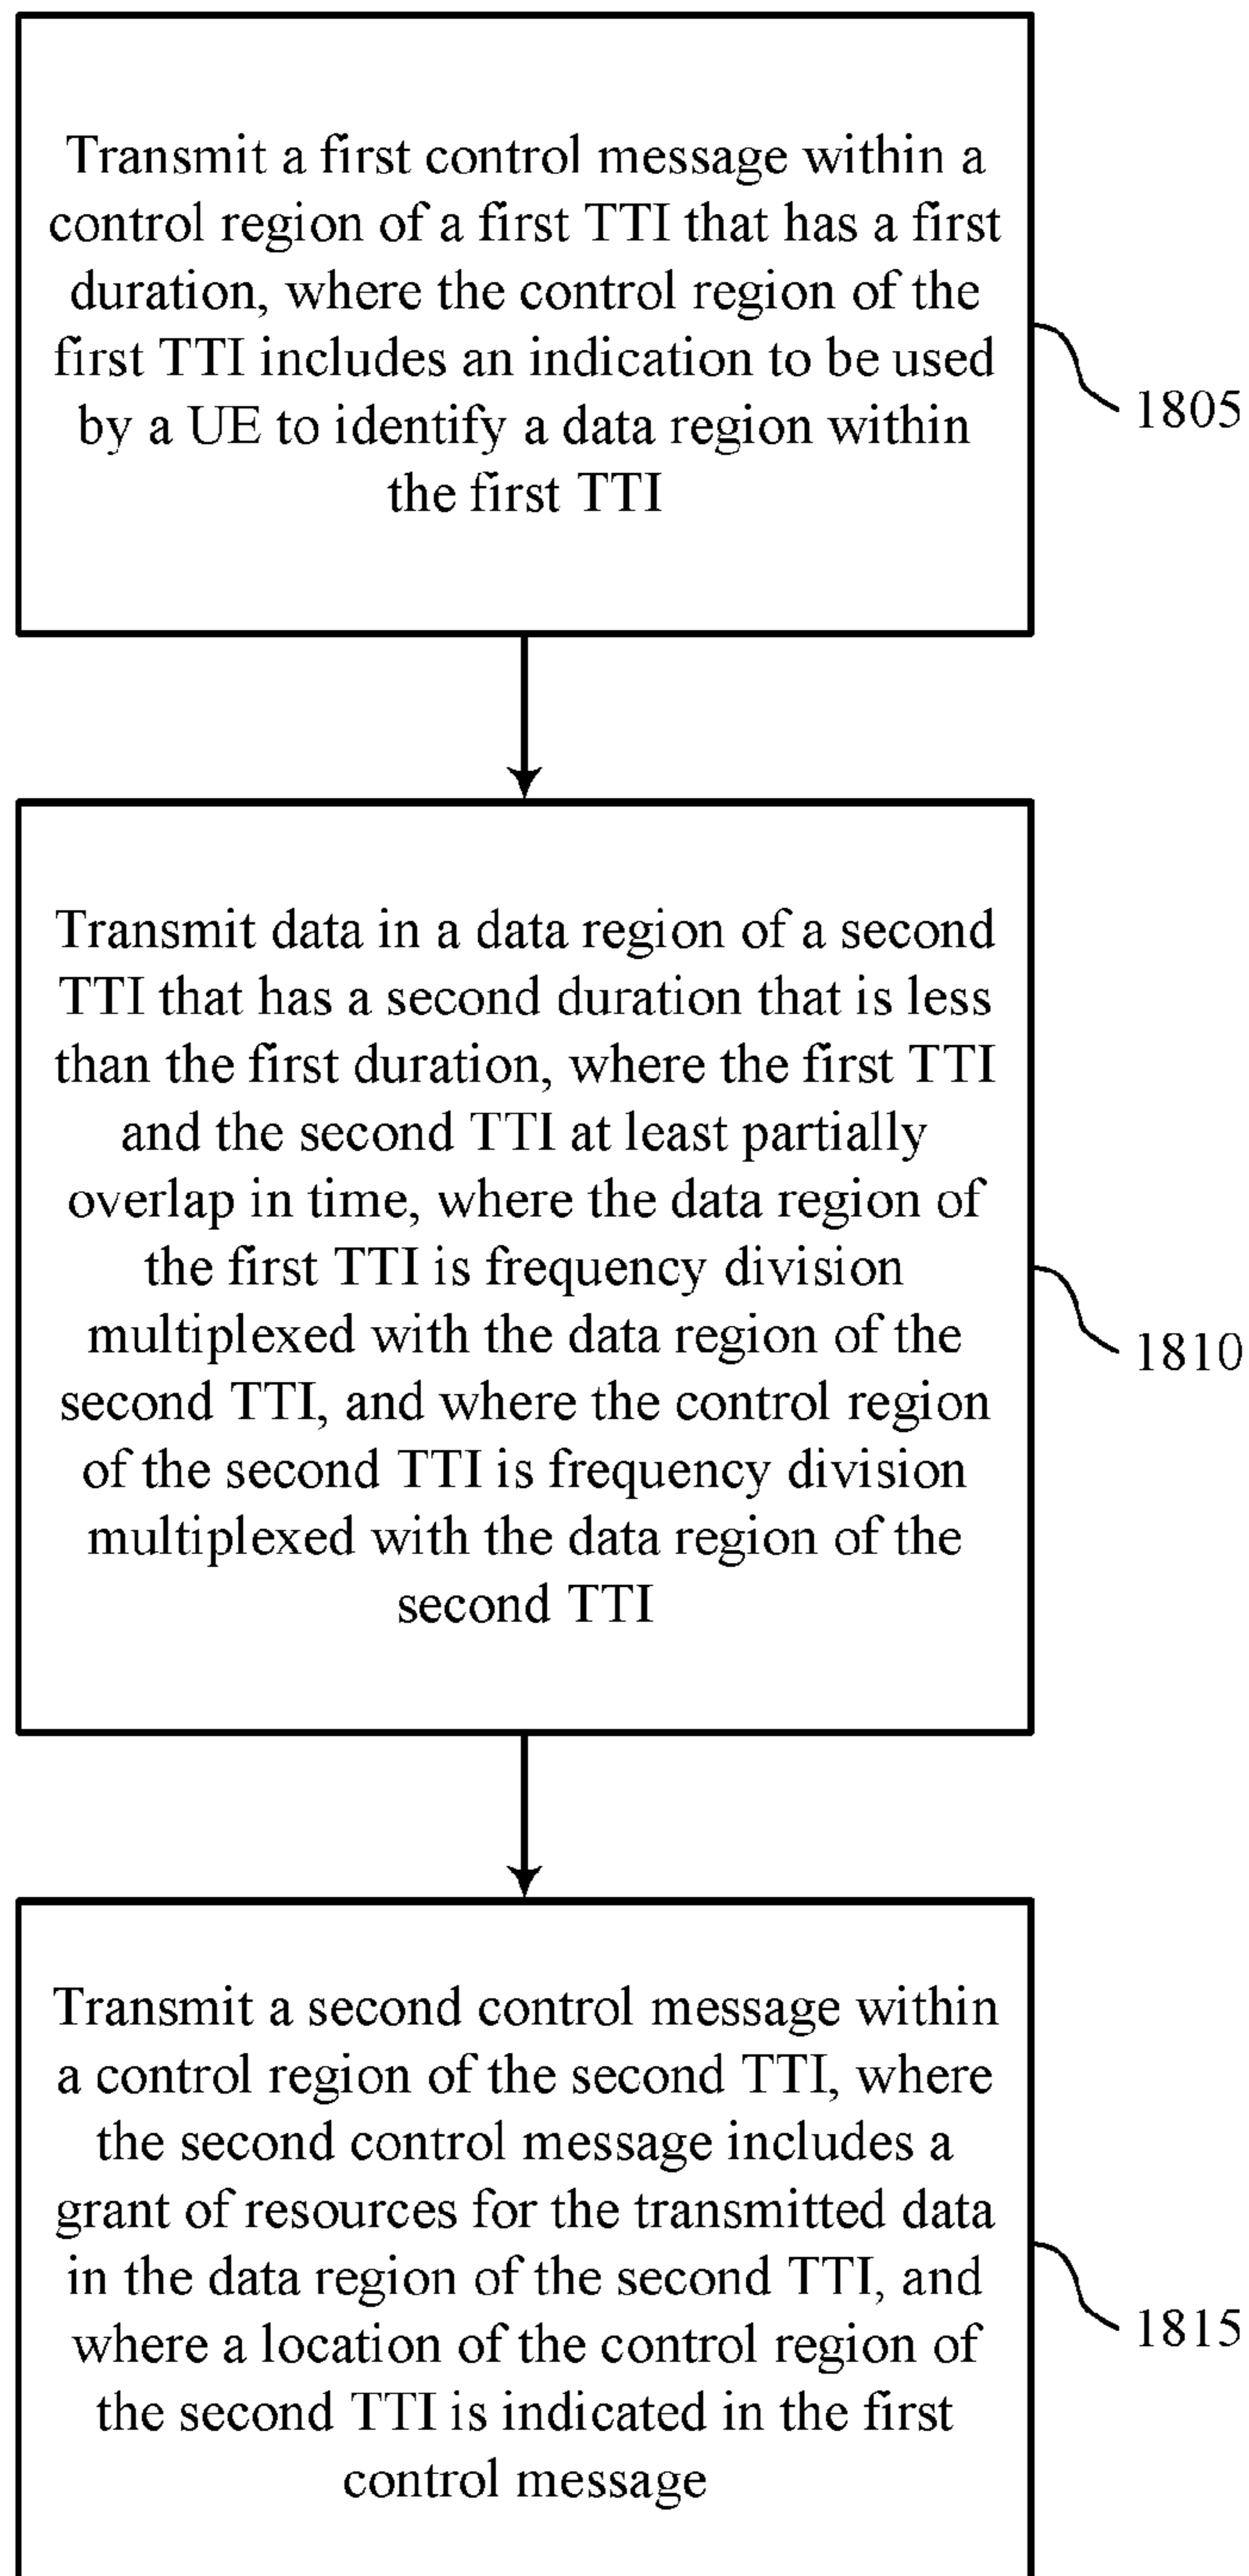 Transmit a first control message within a
control region of a first TTI that has a first
duration, where the control region of the
first TTI includes an indication to be used
by a UE to identify a data region within
the first TTI
1805
Transmit data in a data region of a second
TTI that has a second duration that is less
than the first duration, where the first TTI
and the second TTI at least partially
overlap in time, where the data region of
the first TTI is frequency division
multiplexed with the data region of the
second TTI, and where the control region
of the second TTI is frequency division
multiplexed with the data region of the
second TTI
1810
Transmit a second control message within
a control region of the second TTI, where
the second control message includes a
grant of resources for the transmitted data
in the data region of the second TTI, and
where a location of the control region of
the second TTI is indicated in the first
control message
1815